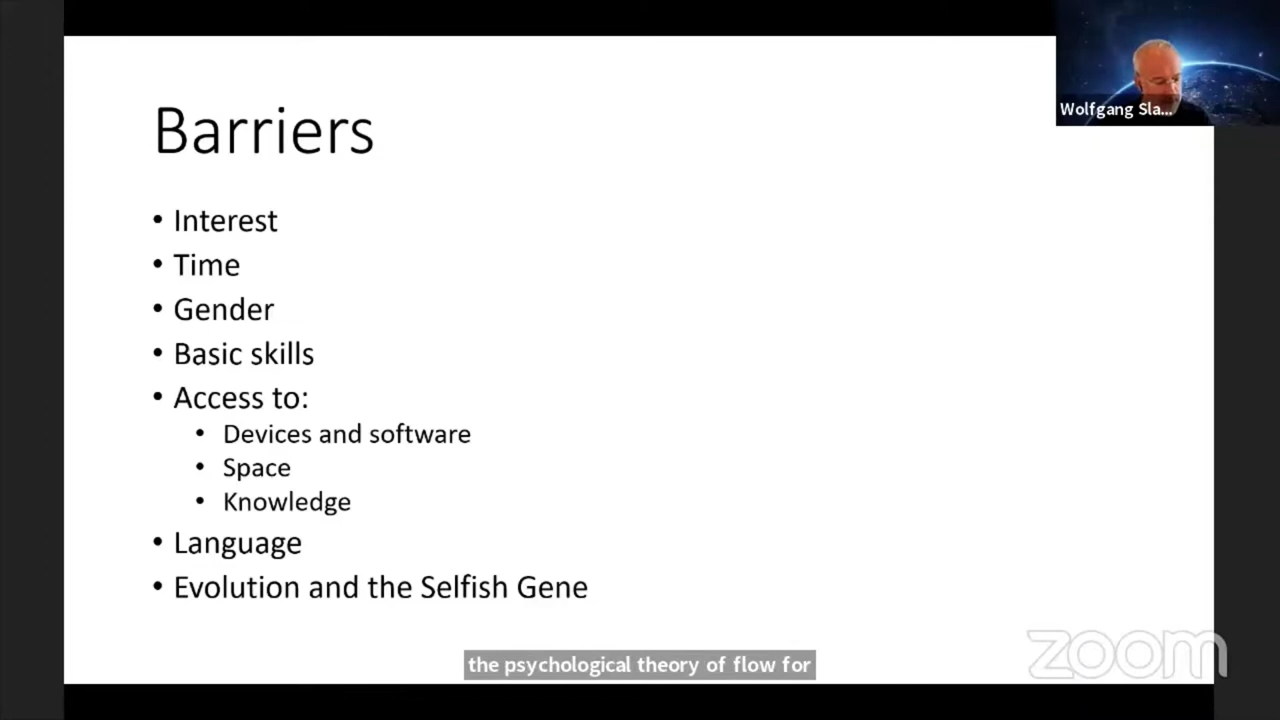 Barriers
Wolfgang Sla...
• Interest
• Time
• Gender
• Basic skills
• Access to:
• Devices and software
• Space
• Knowledge
• Language
• Evolution and the Selfish Gene
the psychological theory of flow for
zoom